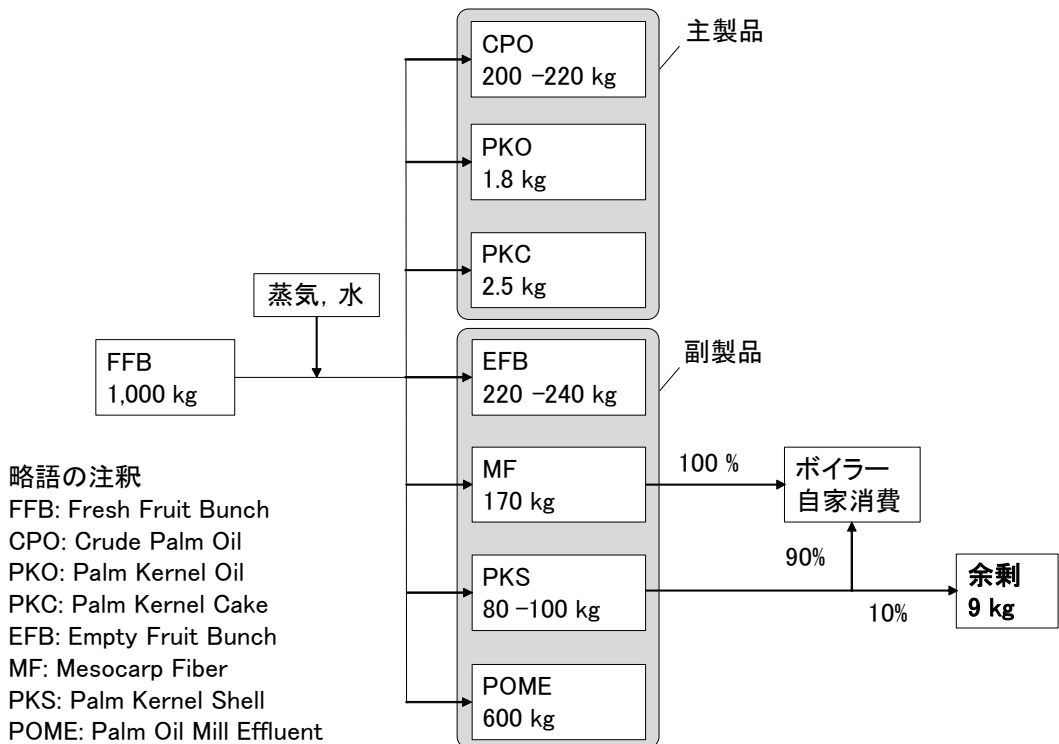 CPO
200 -220 kg
主製品
PKO
1.8 kg
PKC
2.5 kg
蒸気, 水
FFB
1,000 kg
副製品
EFB
220 -240 kg
MF
170 kg
100 %
ボイラー
自家消費
PKS
80 -100 kg
90%
10%
余剰
9 kg
POME
600 kg
略語の注釈
FFB: Fresh Fruit Bunch
CPO: Crude Palm Oil
PKO: Palm Kernel Oil
PKC: Palm Kernel Cake
EFB: Empty Fruit Bunch
MF: Mesocarp Fiber
PKS: Palm Kernel Shell
POME: Palm Oil Mill Effluent